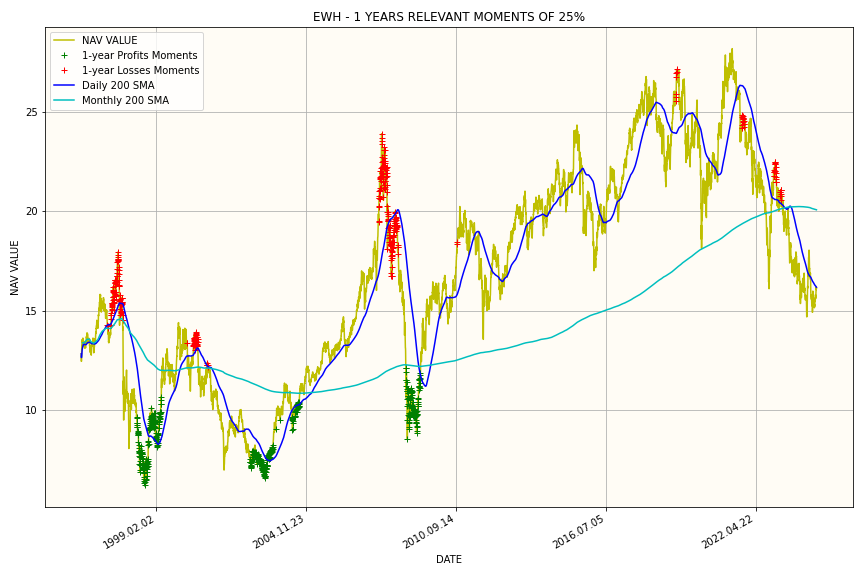 EWH - 1 YEARS RELEVANT MOMENTS OF 25%
NAV VALUE
1-year Profits Moments
1-year Losses Moments
Daily 200 SMA
Monthly 200 SMA
NAV VALUE
25
20
15
10
1999.02.02
2004.11.23
2010.09.14
2016.07.05
2022.04.22
DATE